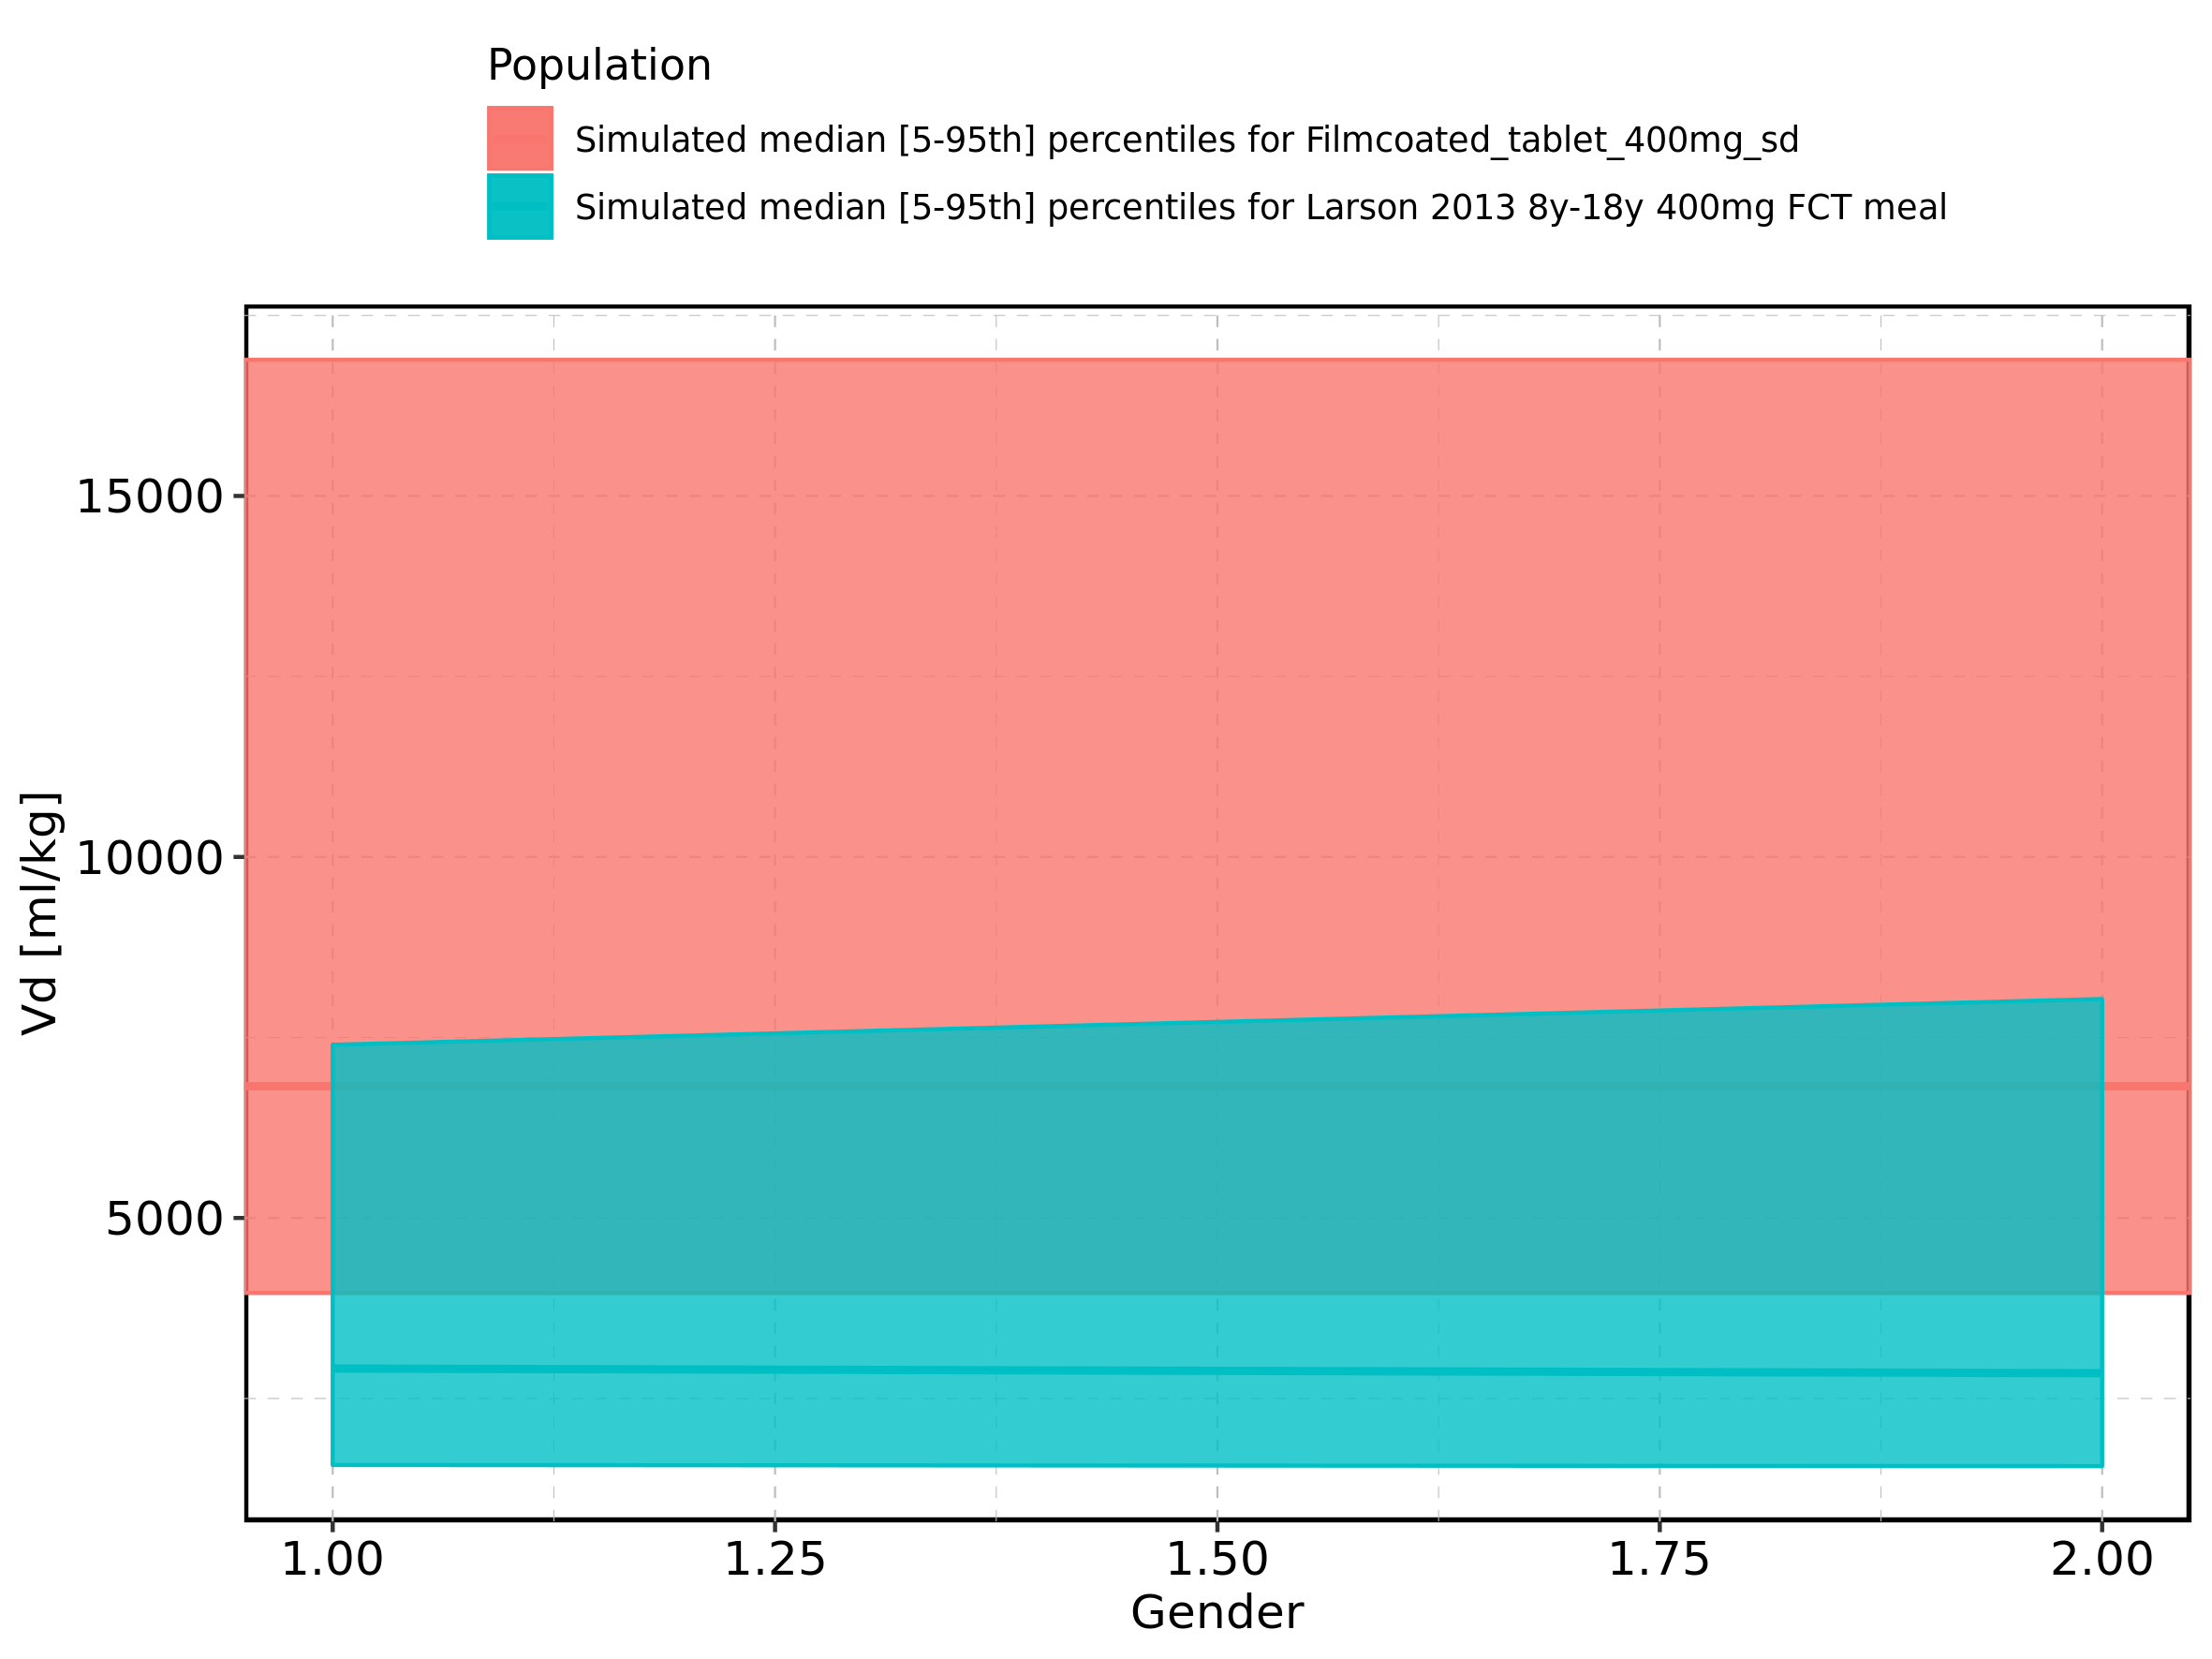 Population
Simulated median [5-95th] percentiles for Filmcoated_tablet_400mg_sd
Simulated median [5-95th] percentiles for Larson 2013 8y-18y 400mg FCT meal
15000
10000
5000
Vd [ml/kg]
1.00 1.25 1.50 1.75 2.00
Gender